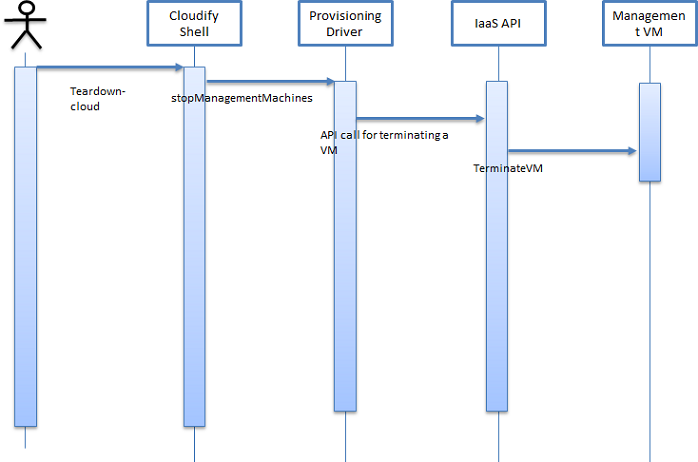 Cloudify
Shell
Provisioning
Driver
IaaS API
Managemen
t VM
Teardown-
cloud
stopManagementMachines
API call for terminating a
VM
TerminateVM